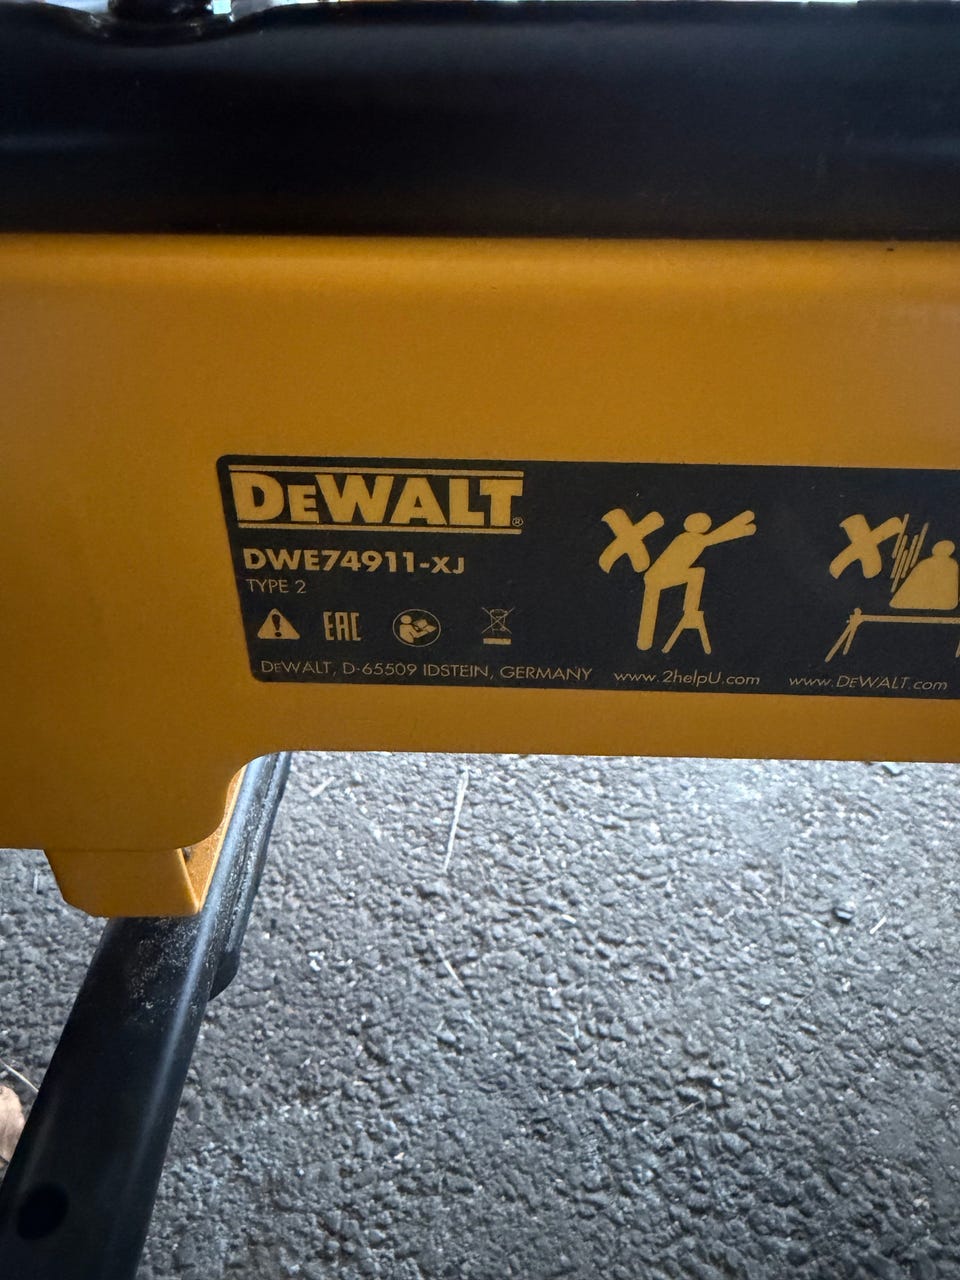 DEWALT®
DWE74911-XJ
TYPE 2
EAC
DEWALT, D-65509 IDSTEIN, GERMANY www.2helpU.com www.DEWALT.com